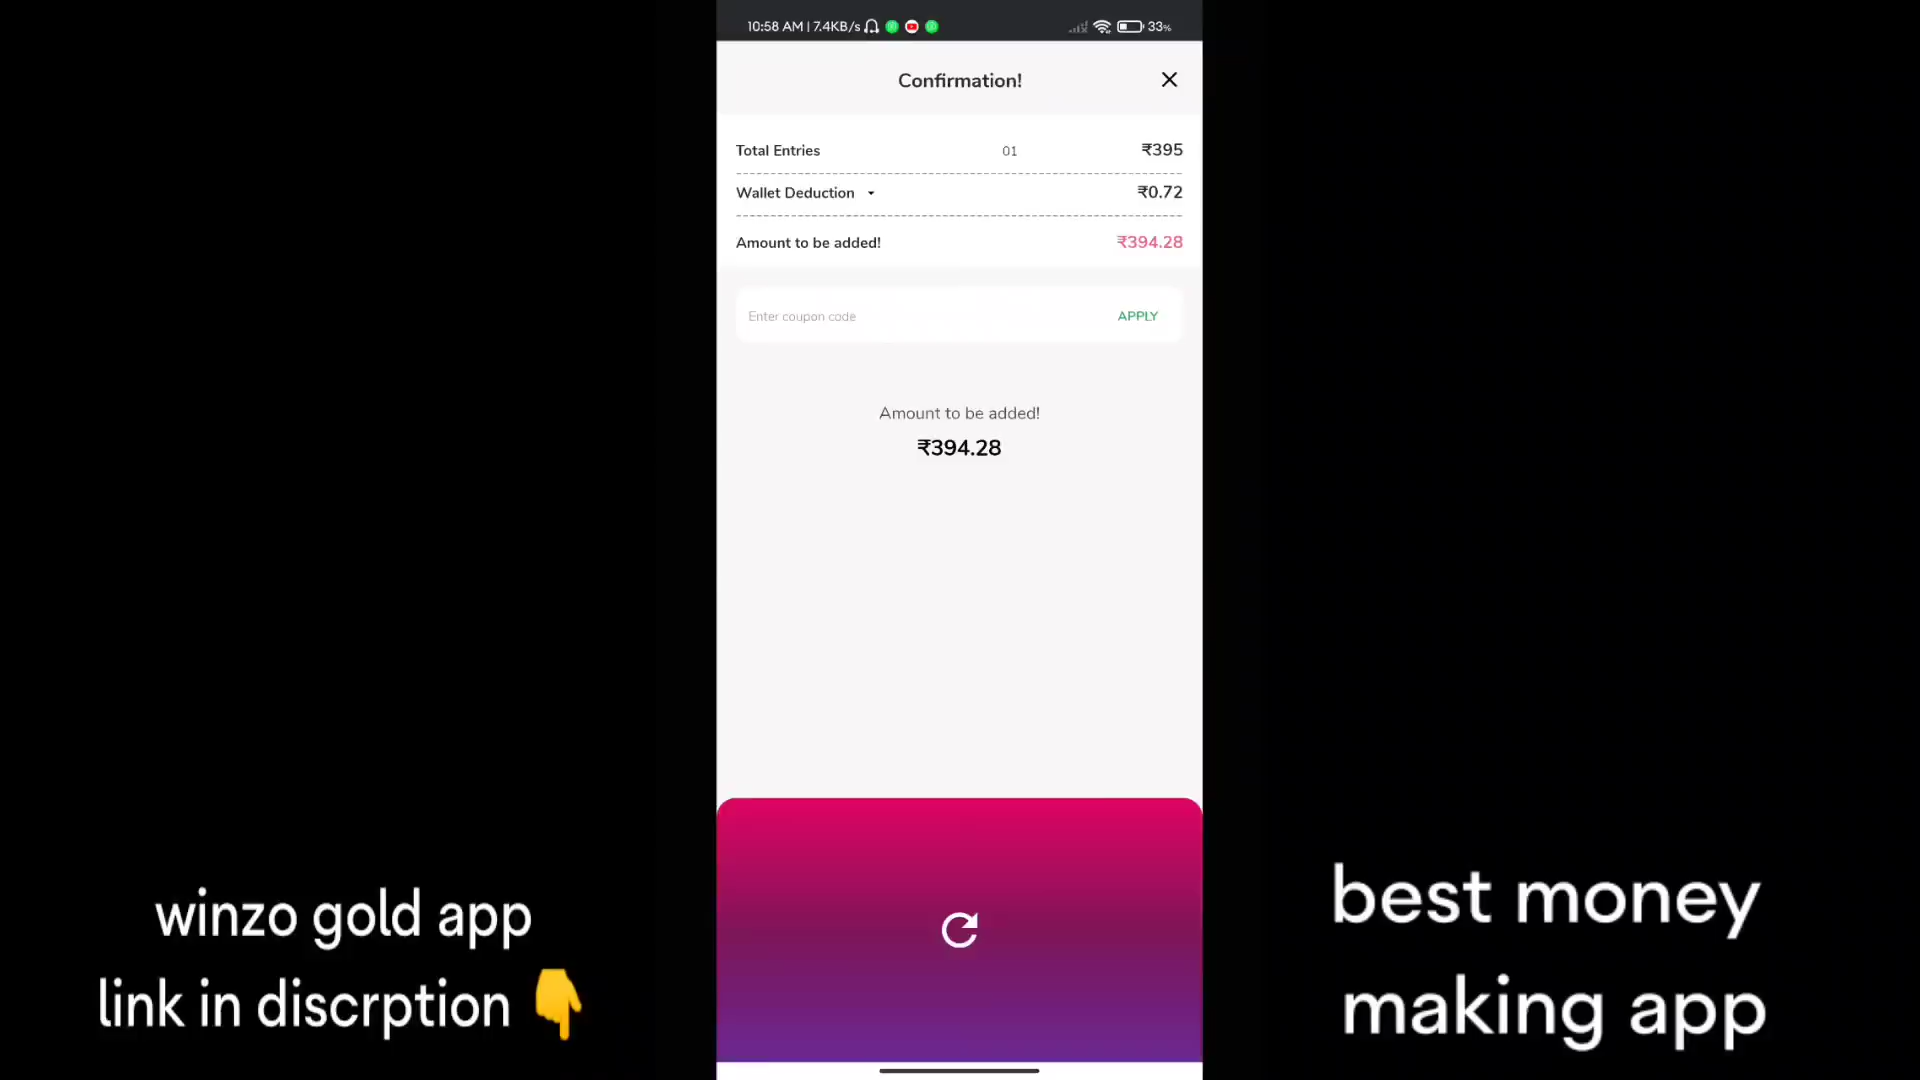 10:58 AM | 7.4KB/s 33%
Confirmation!
Total Entries 01 ₹395
Wallet Deduction ₹0.72
Amount to be added! ₹394.28
Enter coupon code APPLY
Amount to be added!
₹394.28
winzo gold app
link in discrption 👇
best money
making app